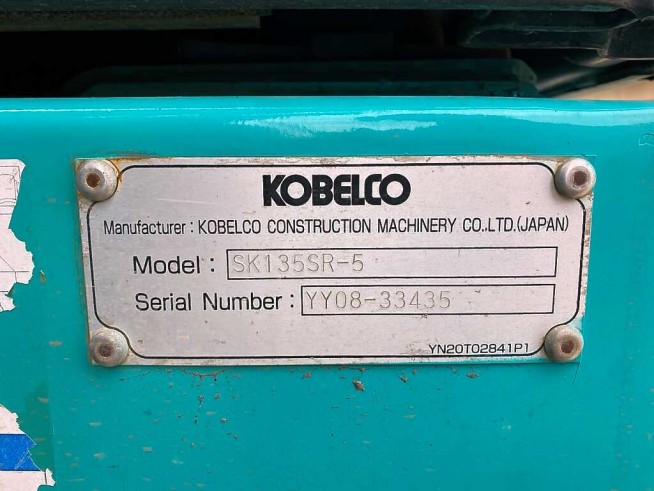 KOBELCO
Manufacturer : KOBELCO CONSTRUCTION MACHINERY CO.,LTD.(JAPAN)
Model : SK135SR-5
Serial Number : YY08-33435
YN20T02841P1